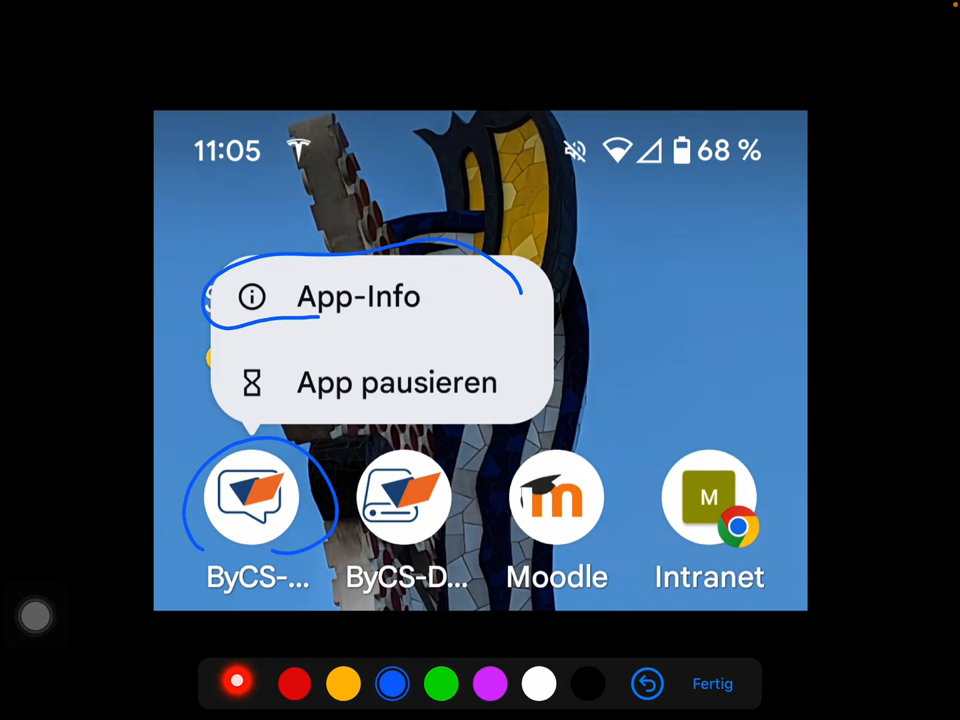 11:05 68 %
App-Info
App pausieren
ByCS-... ByCS-D... Moodle Intranet
M
Fertig